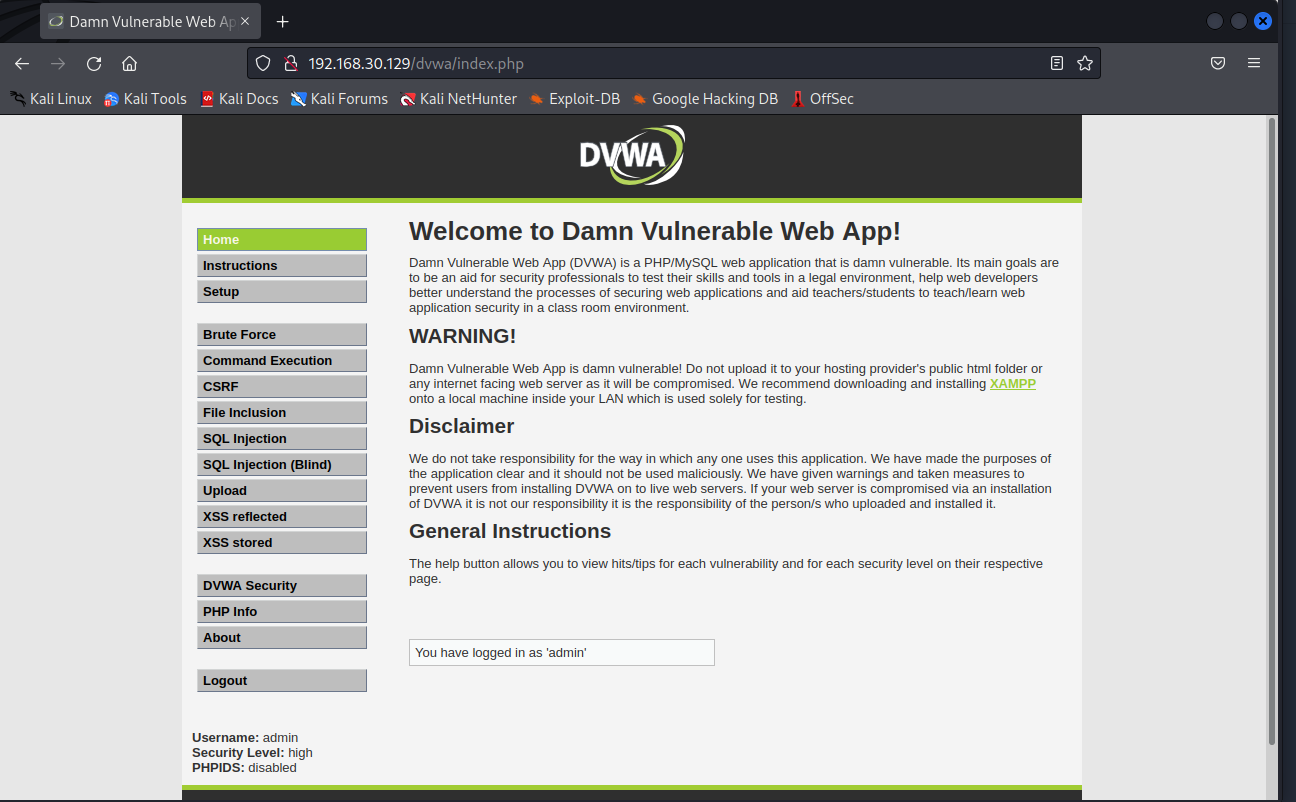 Damn Vulnerable Web Ap
192.168.30.129/dvwa/index.php
Kali Linux
Kali Tools
Kali Docs
Kali Forums
Kali NetHunter
Exploit-DB
Google Hacking DB
OffSec
DVWA
Home
Instructions
Setup
Brute Force
Command Execution
CSRF
File Inclusion
SQL Injection
SQL Injection (Blind)
Upload
XSS reflected
XSS stored
DVWA Security
PHP Info
About
Logout
Welcome to Damn Vulnerable Web App!
Damn Vulnerable Web App (DVWA) is a PHP/MySQL web application that is damn vulnerable. Its main goals are
to be an aid for security professionals to test their skills and tools in a legal environment, help web developers
better understand the processes of securing web applications and aid teachers/students to teach/learn web
application security in a class room environment.
WARNING!
Damn Vulnerable Web App is damn vulnerable! Do not upload it to your hosting provider's public html folder or
any internet facing web server as it will be compromised. We recommend downloading and installing XAMPP
onto a local machine inside your LAN which is used solely for testing.
Disclaimer
We do not take responsibility for the way in which any one uses this application. We have made the purposes of
the application clear and it should not be used maliciously. We have given warnings and taken measures to
prevent users from installing DVWA on to live web servers. If your web server is compromised via an installation
of DVWA it is not our responsibility it is the responsibility of the person/s who uploaded and installed it.
General Instructions
The help button allows you to view hits/tips for each vulnerability and for each security level on their respective
page.
You have logged in as 'admin'
Username: admin
Security Level: high
PHPIDS: disabled